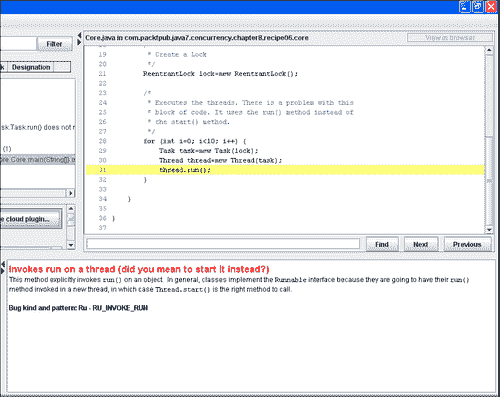 Filter
k Designation
sk.Task.run() does not r
(1)
ore.Core.main(String[]) s
e cloud plugin...
Core.java in com.packtpub.java7.concurrency.chapter8.recipe06.core
View in browser
19 * Create a Lock
20 */
21 ReentrantLock lock=new ReentrantLock();
22
23 /*
24 * Executes the threads. There is a problem with this
25 * block of code. It uses the run() method instead of
26 * the start() method.
27 */
28 for (int i=0; i<10; i++) {
29 Task task=new Task(lock);
30 Thread thread=new Thread(task);
31 thread.run();
32 }
33
34 }
35
36 }
37
Find Next Previous
Invokes run on a thread (did you mean to start it instead?)
This method explicitly invokes run() on an object. In general, classes implement the Runnable interface because they are going to have their run()
method invoked in a new thread, in which case Thread.start() is the right method to call.
Bug kind and pattern: Ru - RU_INVOKE_RUN